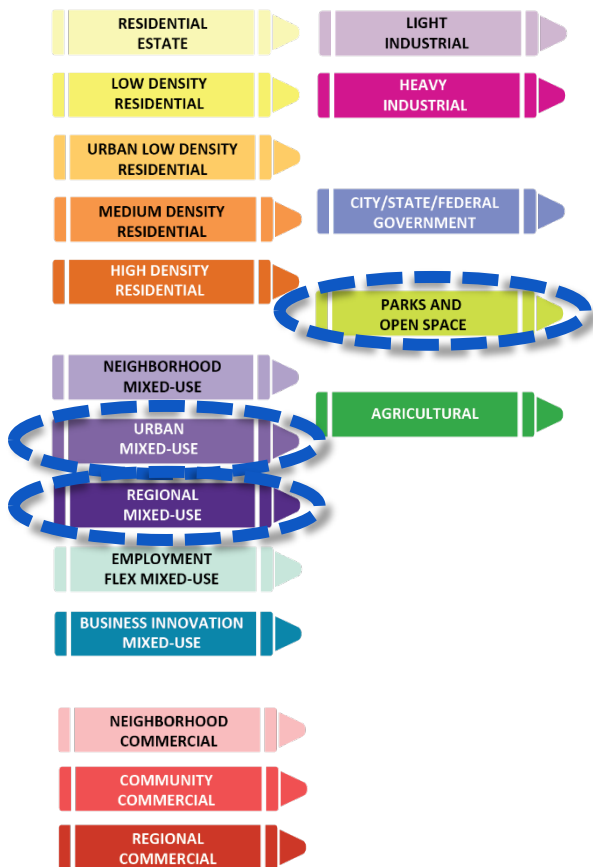 RESIDENTIAL
ESTATE
LOW DENSITY
RESIDENTIAL
URBAN LOW DENSITY
RESIDENTIAL
MEDIUM DENSITY
RESIDENTIAL
HIGH DENSITY
RESIDENTIAL
NEIGHBORHOOD
MIXED-USE
URBAN
MIXED-USE
REGIONAL
MIXED-USE
EMPLOYMENT
FLEX MIXED-USE
BUSINESS INNOVATION
MIXED-USE
NEIGHBORHOOD
COMMERCIAL
COMMUNITY
COMMERCIAL
REGIONAL
COMMERCIAL
LIGHT
INDUSTRIAL
HEAVY
INDUSTRIAL
CITY/STATE/FEDERAL
GOVERNMENT
PARKS AND
OPEN SPACE
AGRICULTURAL